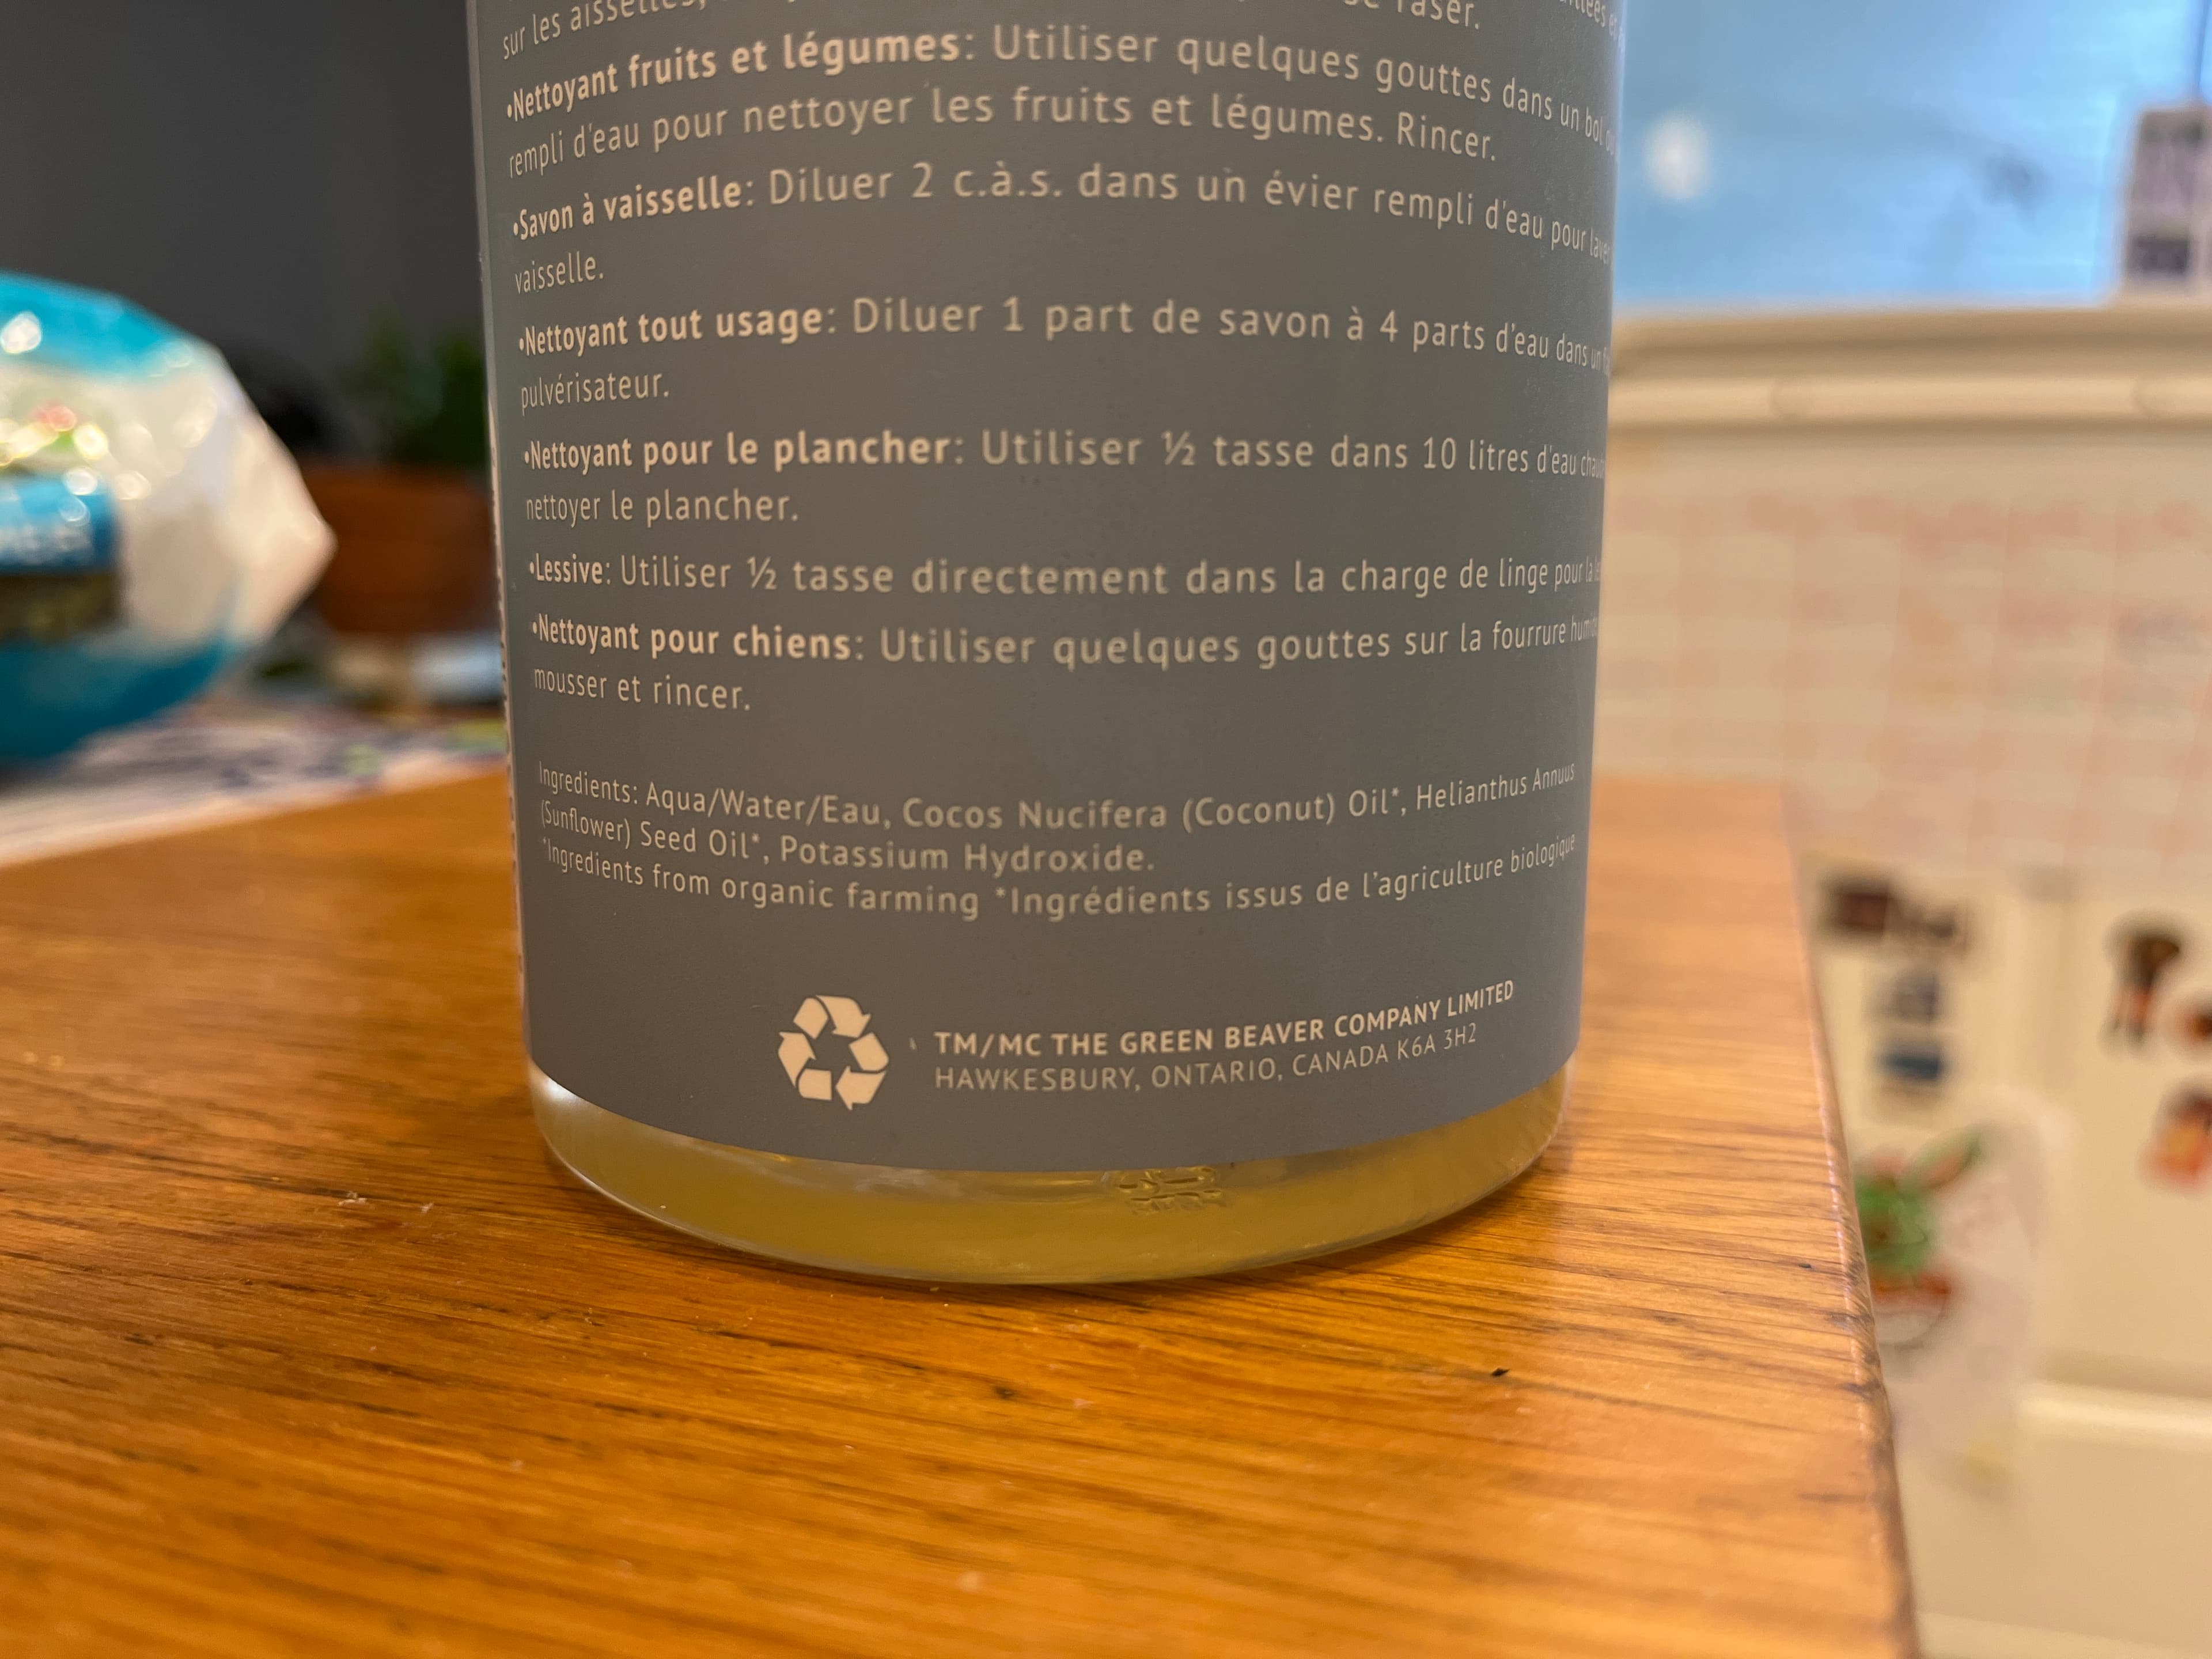 sur les aisselles, raser.
•Nettoyant fruits et légumes: Utiliser quelques gouttes dans un bol
rempli d'eau pour nettoyer les fruits et légumes. Rincer.
•Savon à vaisselle: Diluer 2 c.à.s. dans un évier rempli d'eau pour laver
vaisselle.
•Nettoyant tout usage: Diluer 1 part de savon à 4 parts d'eau dans un
pulvérisateur.
•Nettoyant pour le plancher: Utiliser ½ tasse dans 10 litres d'eau
nettoyer le plancher.
•Lessive: Utiliser ½ tasse directement dans la charge de linge pour la
•Nettoyant pour chiens: Utiliser quelques gouttes sur la fourrure
mousser et rincer.
Ingredients: Aqua/Water/Eau, Cocos Nucifera (Coconut) Oil*, Helianthus Annuus
(Sunflower) Seed Oil*, Potassium Hydroxide.
*Ingredients from organic farming *Ingrédients issus de l'agriculture biologique
TM/MC THE GREEN BEAVER COMPANY LIMITED
HAWKESBURY, ONTARIO, CANADA K6A 3H2